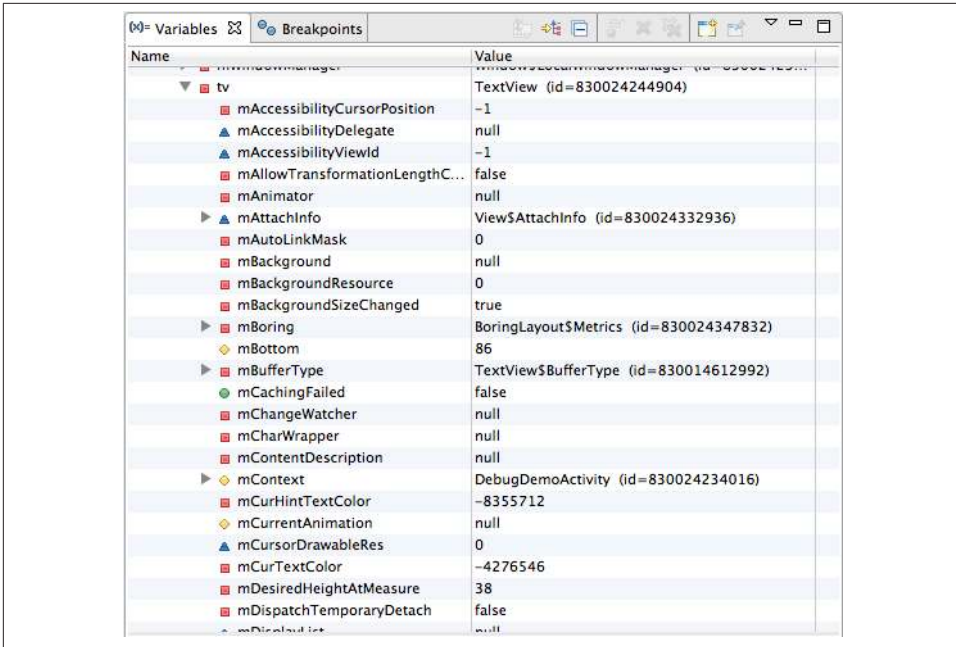 (x)= Variables Breakpoints
Name Value
tv TextView (id=830024244904)
mAccessibilityCursorPosition -1
mAccessibilityDelegate null
mAccessibilityViewId -1
mAllowTransformationLengthC... false
mAnimator null
mAttachInfo View$AttachInfo (id=830024332936)
mAutoLinkMask 0
mBackground null
mBackgroundResource 0
mBackgroundSizeChanged true
mBoring BoringLayout$Metrics (id=830024347832)
mBottom 86
mBufferType TextView$BufferType (id=830014612992)
mCachingFailed false
mChangeWatcher null
mCharWrapper null
mContentDescription null
mContext DebugDemoActivity (id=830024234016)
mCurHintTextColor -8355712
mCurrentAnimation null
mCursorDrawableRes 0
mCurTextColor -4276546
mDesiredHeightAtMeasure 38
mDispatchTemporaryDetach false
mDisplayList null